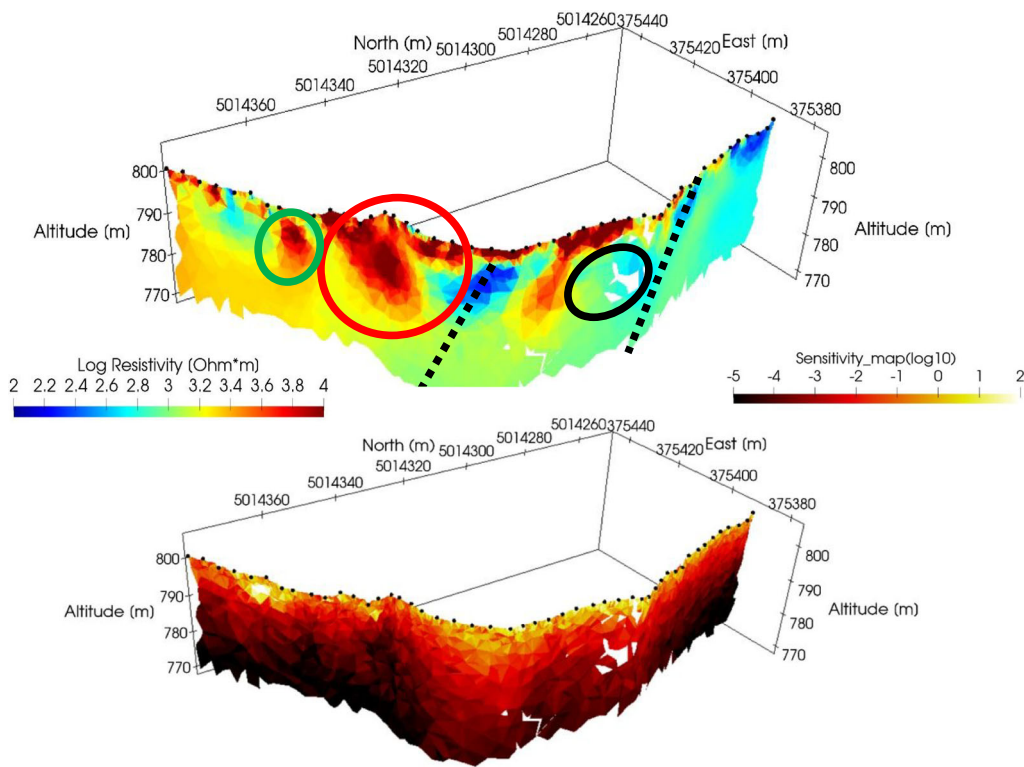 5014260 375440
5014280
North (m) 5014300 375420 East (m)
5014320
5014340 375400
5014360 375380
800 800
790 790
Altitude (m) Altitude (m)
780 780
770 770
Log Resistivity (Ohm*m)
2 2.2 2.4 2.6 2.8 3 3.2 3.4 3.6 3.8 4
Sensitivity_map(log10)
-5 -4 -3 -2 -1 0 1 2
5014260 375440
5014280
North (m) 5014300 375420 East (m)
5014320
5014340 375400
5014360 375380
800 800
790 790
Altitude (m) Altitude (m)
780 780
770 770